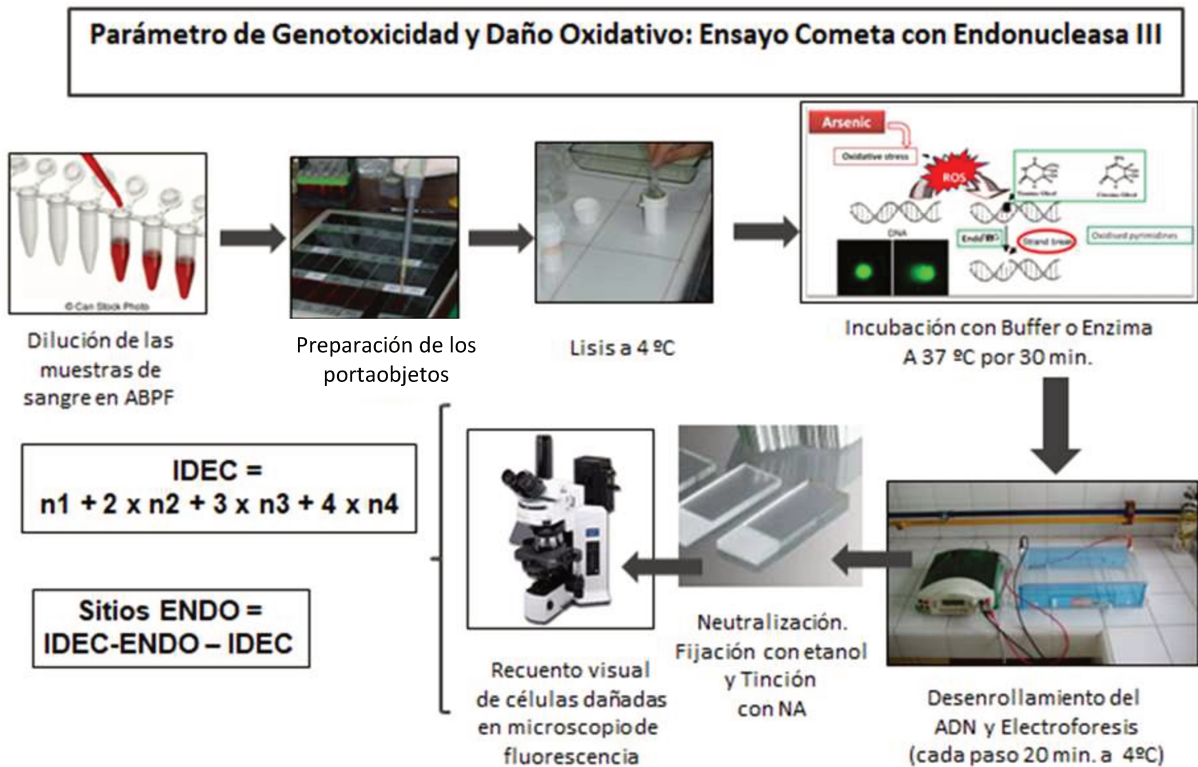 Parámetro de Genotoxicidad y Daño Oxidativo: Ensayo Cometa con Endonucleasa III
© Can Stock Photo
Dilución de las
muestras de
sangre en ABPF
Preparación de los
portaobjetos
Lisis a 4 ºC
Arsenic
Oxidative stress
ROS
DNA
Strand break
Oxidised pyrimidines
Incubación con Buffer o Enzima
A 37 ºC por 30 min.
Desenrollamiento del
ADN y Electroforesis
(cada paso 20 min. a 4ºC)
Neutralización.
Fijación con etanol
y Tinción
con NA
Recuento visual
de células dañadas
en microscopio de
fluorescencia
IDEC =
n1 + 2 x n2 + 3 x n3 + 4 x n4
Sitios ENDO =
IDEC-ENDO – IDEC